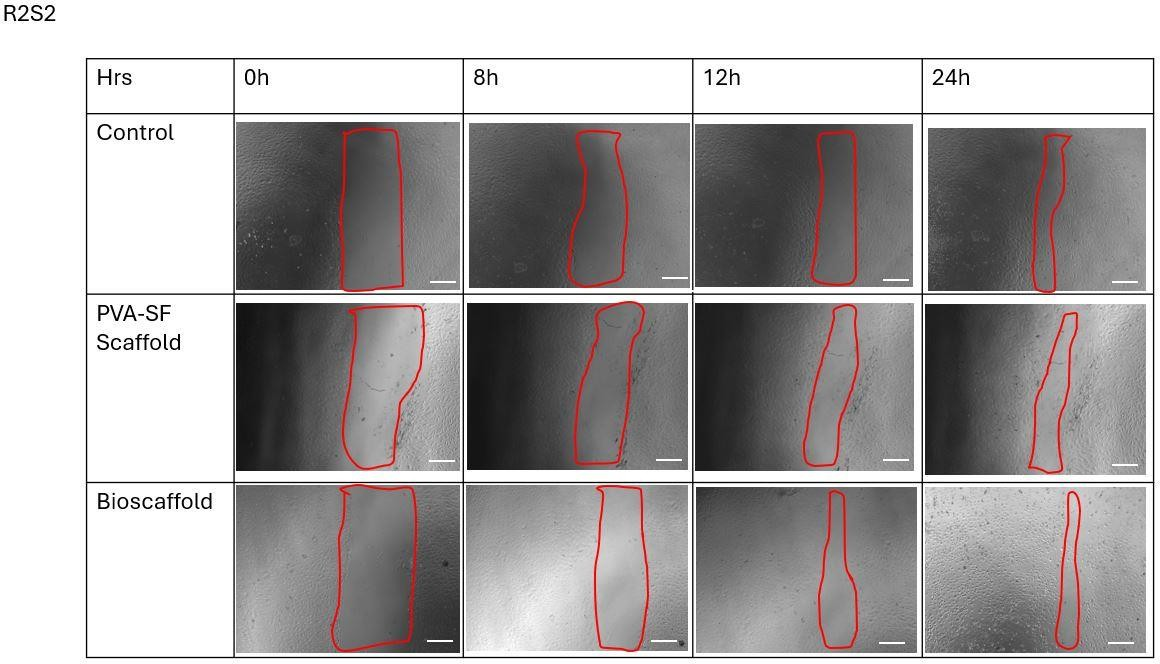 R2S2
Hrs
0h
8h
12h
24h
Control
PVA-SF
Scaffold
Bioscaffold